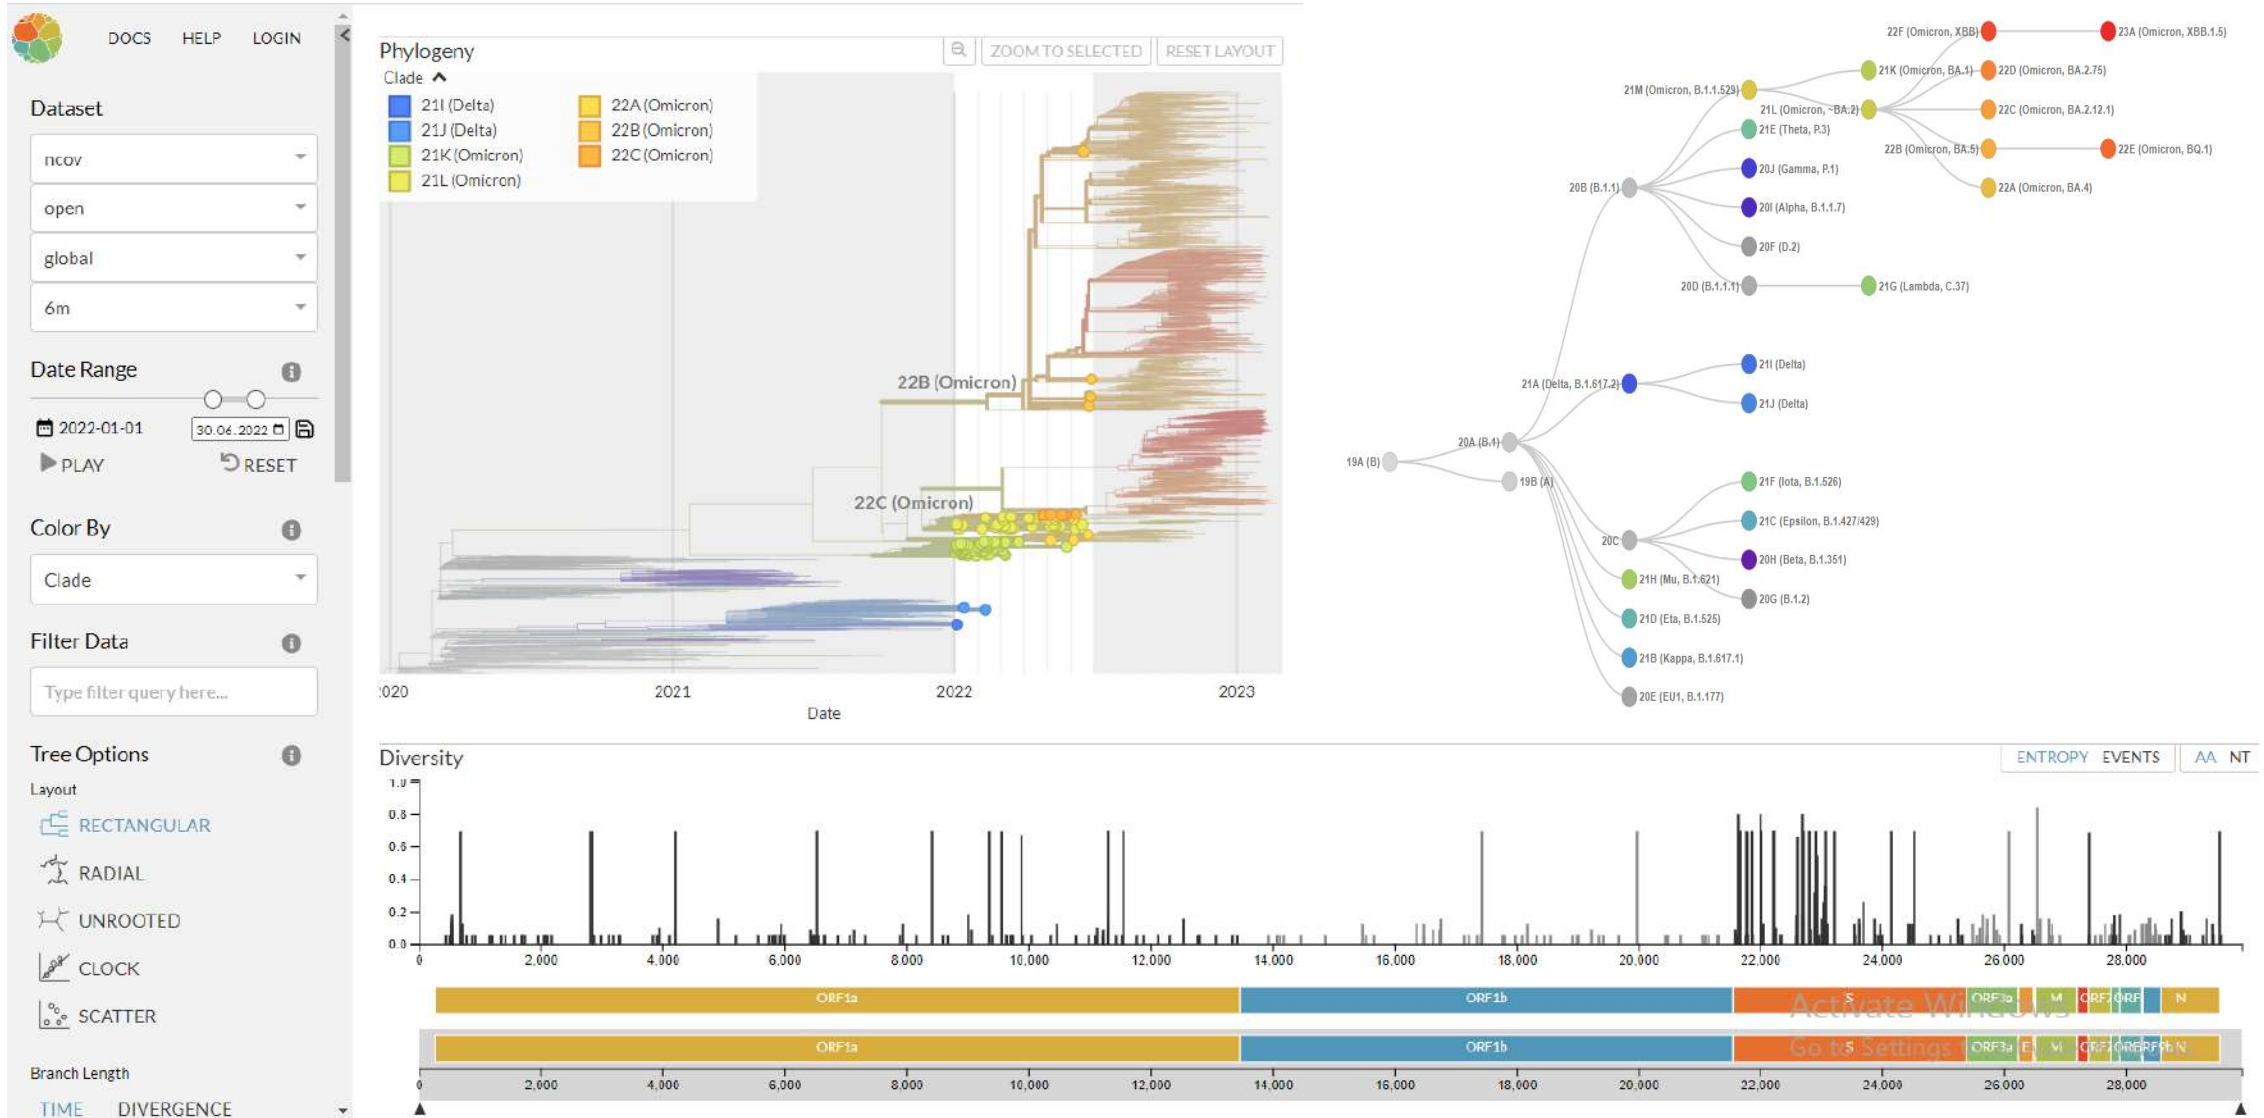 DOCS HELP LOGIN
Dataset
ncov
open
global
6m
Date Range
2022-01-01 30.06.2022
PLAY RESET
Color By
Clade
Filter Data
Type filter query here...
Tree Options
Layout
RECTANGULAR
RADIAL
UNROOTED
CLOCK
SCATTER
Branch Length
TIME DIVERGENCE
Phylogeny
ZOOM TO SELECTED RESET LAYOUT
Clade
21I (Delta) 22A (Omicron)
21J (Delta) 22B (Omicron)
21K (Omicron) 22C (Omicron)
21L (Omicron)
22B (Omicron)
22C (Omicron)
2020 2021 2022 2023
Date
22F (Omicron, XBB) 23A (Omicron, XBB.1.5)
21K (Omicron, BA.1) 22D (Omicron, BA.2.75)
21M (Omicron, B.1.1.529)
21L (Omicron, ~BA.2) 22C (Omicron, BA.2.12.1)
21E (Theta, P.3)
22B (Omicron, BA.5) 22E (Omicron, BQ.1)
20J (Gamma, P.1)
20B (B.1.1) 22A (Omicron, BA.4)
20I (Alpha, B.1.1.7)
20F (D.2)
20D (B.1.1.1) 21G (Lambda, C.37)
21I (Delta)
21A (Delta, B.1.617.2)
21J (Delta)
20A (B.1)
19A (B)
19B (A)
21F (Iota, B.1.526)
21C (Epsilon, B.1.427/429)
20C
20H (Beta, B.1.351)
21H (Mu, B.1.621)
20G (B.1.2)
21D (Eta, B.1.525)
21B (Kappa, B.1.617.1)
20E (EU1, B.1.177)
Diversity
ENTROPY EVENTS AA NT
1.0
0.8
0.6
0.4
0.2
0.0
0 2,000 4,000 6,000 8,000 10,000 12,000 14,000 16,000 18,000 20,000 22,000 24,000 26,000 28,000
ORF1a ORF1b S ORF3a M ORF7 ORF N
Activate Windows
ORF1a ORF1b S ORF3a E M N
Go to Settings
0 2,000 4,000 6,000 8,000 10,000 12,000 14,000 16,000 18,000 20,000 22,000 24,000 26,000 28,000